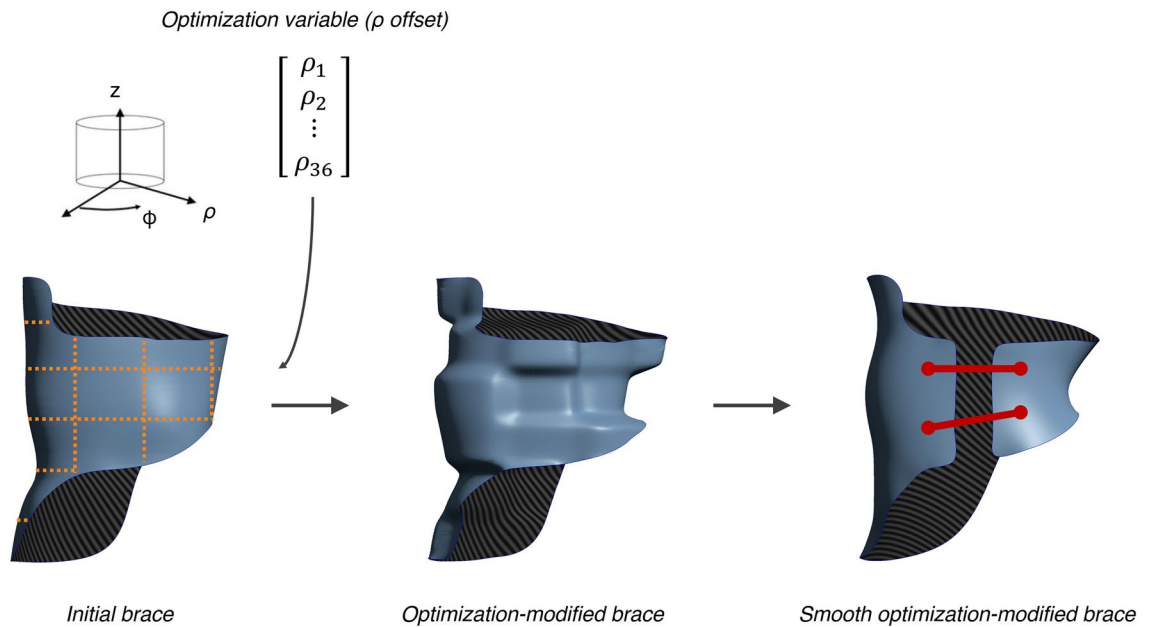 Optimization variable (ρ offset)
ρ1
ρ2
⋮
ρ36
z
ϕ
ρ
Initial brace
Optimization-modified brace
Smooth optimization-modified brace